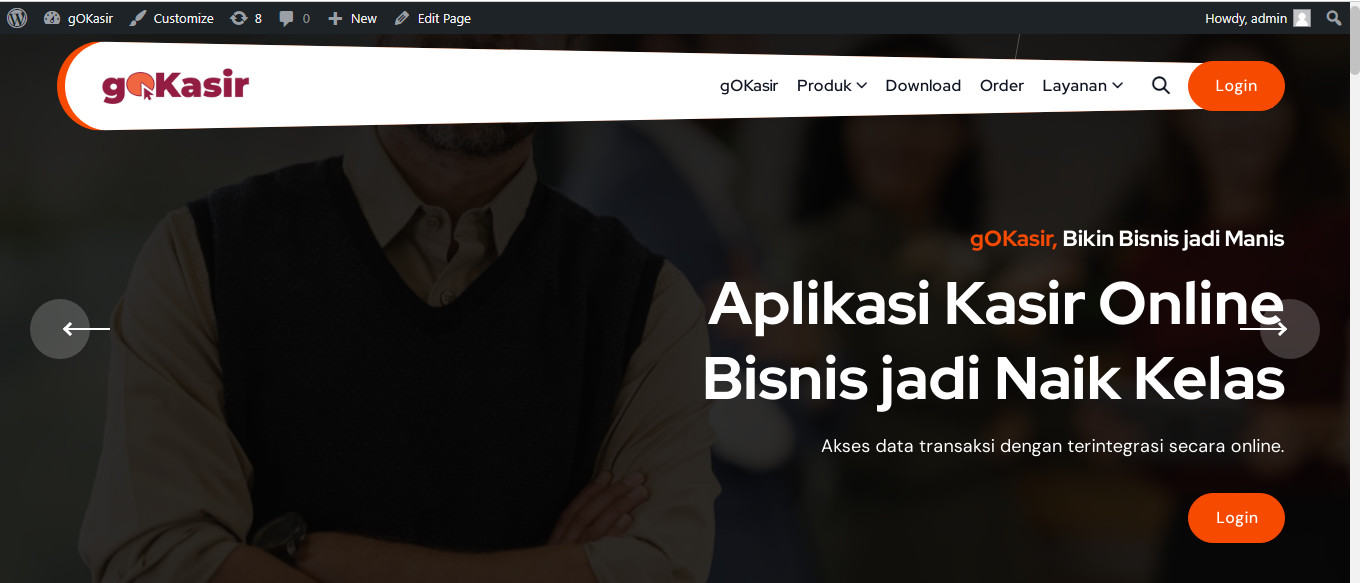 gOKasir Customize 8 0 New Edit Page Howdy, admin
gOKasir gOKasir Produk Download Order Layanan Login
gOKasir, Bikin Bisnis jadi Manis
Aplikasi Kasir Online
Bisnis jadi Naik Kelas
Akses data transaksi dengan terintegrasi secara online.
Login